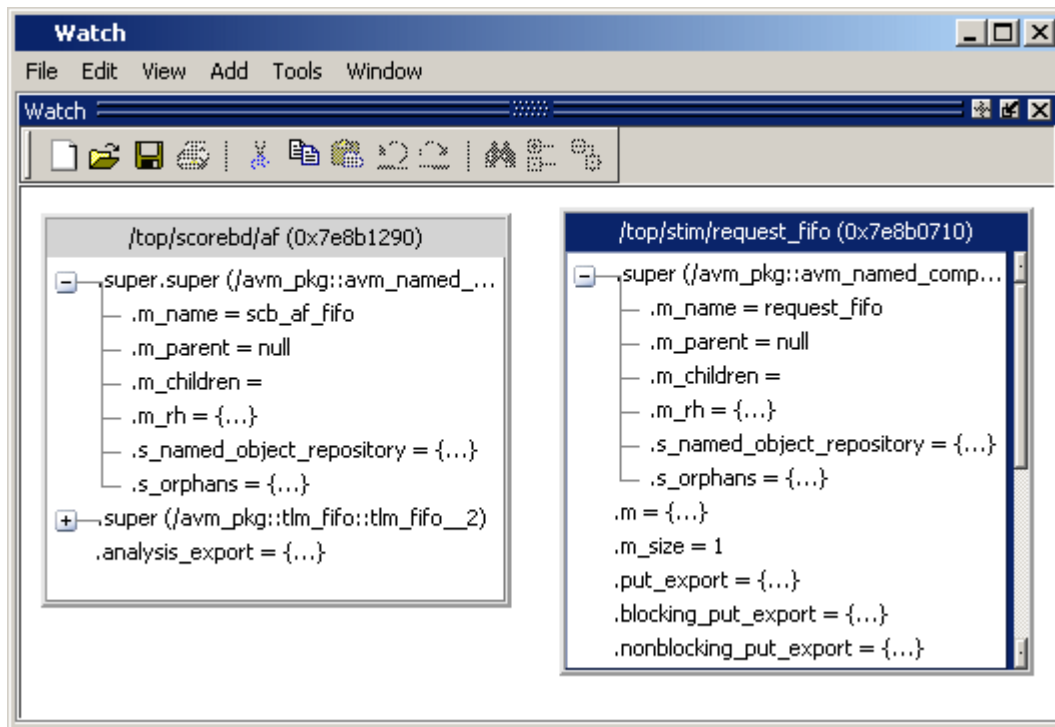 Watch
File Edit View Add Tools Window
Watch
/top/scorebd/af (0x7e8b1290)
.super.super (/avm_pkg::avm_named_...
.m_name = scb_af_fifo
.m_parent = null
.m_children =
.m_rh = {...}
.s_named_object_repository = {...}
.s_orphans = {...}
.super (/avm_pkg::tlm_fifo::tlm_fifo__2)
.analysis_export = {...}
/top/stim/request_fifo (0x7e8b0710)
.super (/avm_pkg::avm_named_comp...
.m_name = request_fifo
.m_parent = null
.m_children =
.m_rh = {...}
.s_named_object_repository = {...}
.s_orphans = {...}
.m = {...}
.m_size = 1
.put_export = {...}
.blocking_put_export = {...}
.nonblocking_put_export = {...}